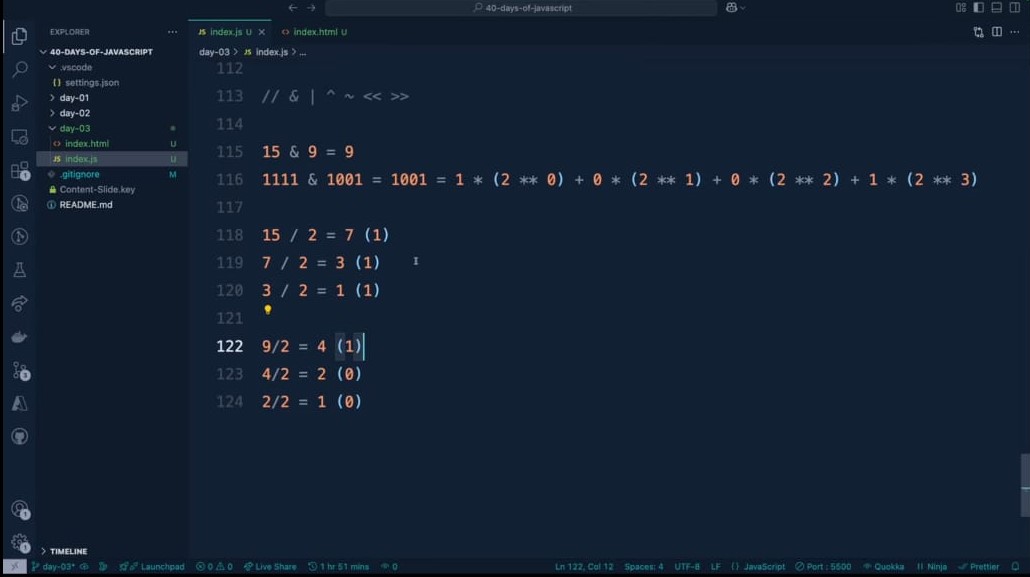 40-days-of-javascript
EXPLORER
40-DAYS-OF-JAVASCRIPT
.vscode
{} settings.json
day-01
day-02
day-03
<> index.html U
JS index.js U
.gitignore M
Content-Slide.key
README.md
TIMELINE
JS index.js U
<> index.html U
day-03 > JS index.js > ...
112
113 // & | ^ ~ << >>
114
115 15 & 9 = 9
116 1111 & 1001 = 1001 = 1 * (2 ** 0) + 0 * (2 ** 1) + 0 * (2 ** 2) + 1 * (2 ** 3)
117
118 15 / 2 = 7 (1)
119 7 / 2 = 3 (1)
120 3 / 2 = 1 (1)
121
122 9/2 = 4 (1)
123 4/2 = 2 (0)
124 2/2 = 1 (0)
day-03* Launchpad 0 0 Live Share 1 hr 51 mins 0 Ln 122, Col 12 Spaces: 4 UTF-8 LF {} JavaScript Port : 5500 Quokka Ninja Prettier